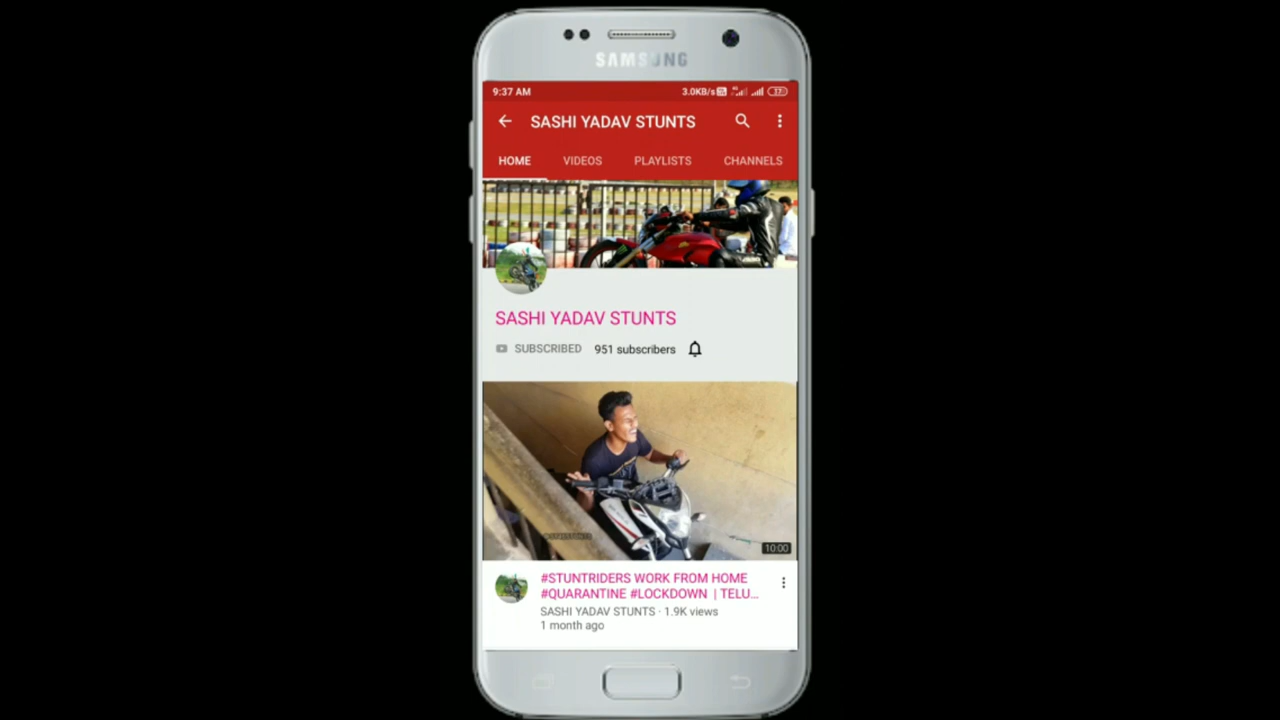 SAMSUNG
9:37 AM
3.0KB/s
37
SASHI YADAV STUNTS
HOME VIDEOS PLAYLISTS CHANNELS
SASHI YADAV STUNTS
SUBSCRIBED 951 subscribers
10:00
#STUNTRIDERS WORK FROM HOME
#QUARANTINE #LOCKDOWN | TELU...
SASHI YADAV STUNTS · 1.9K views
1 month ago